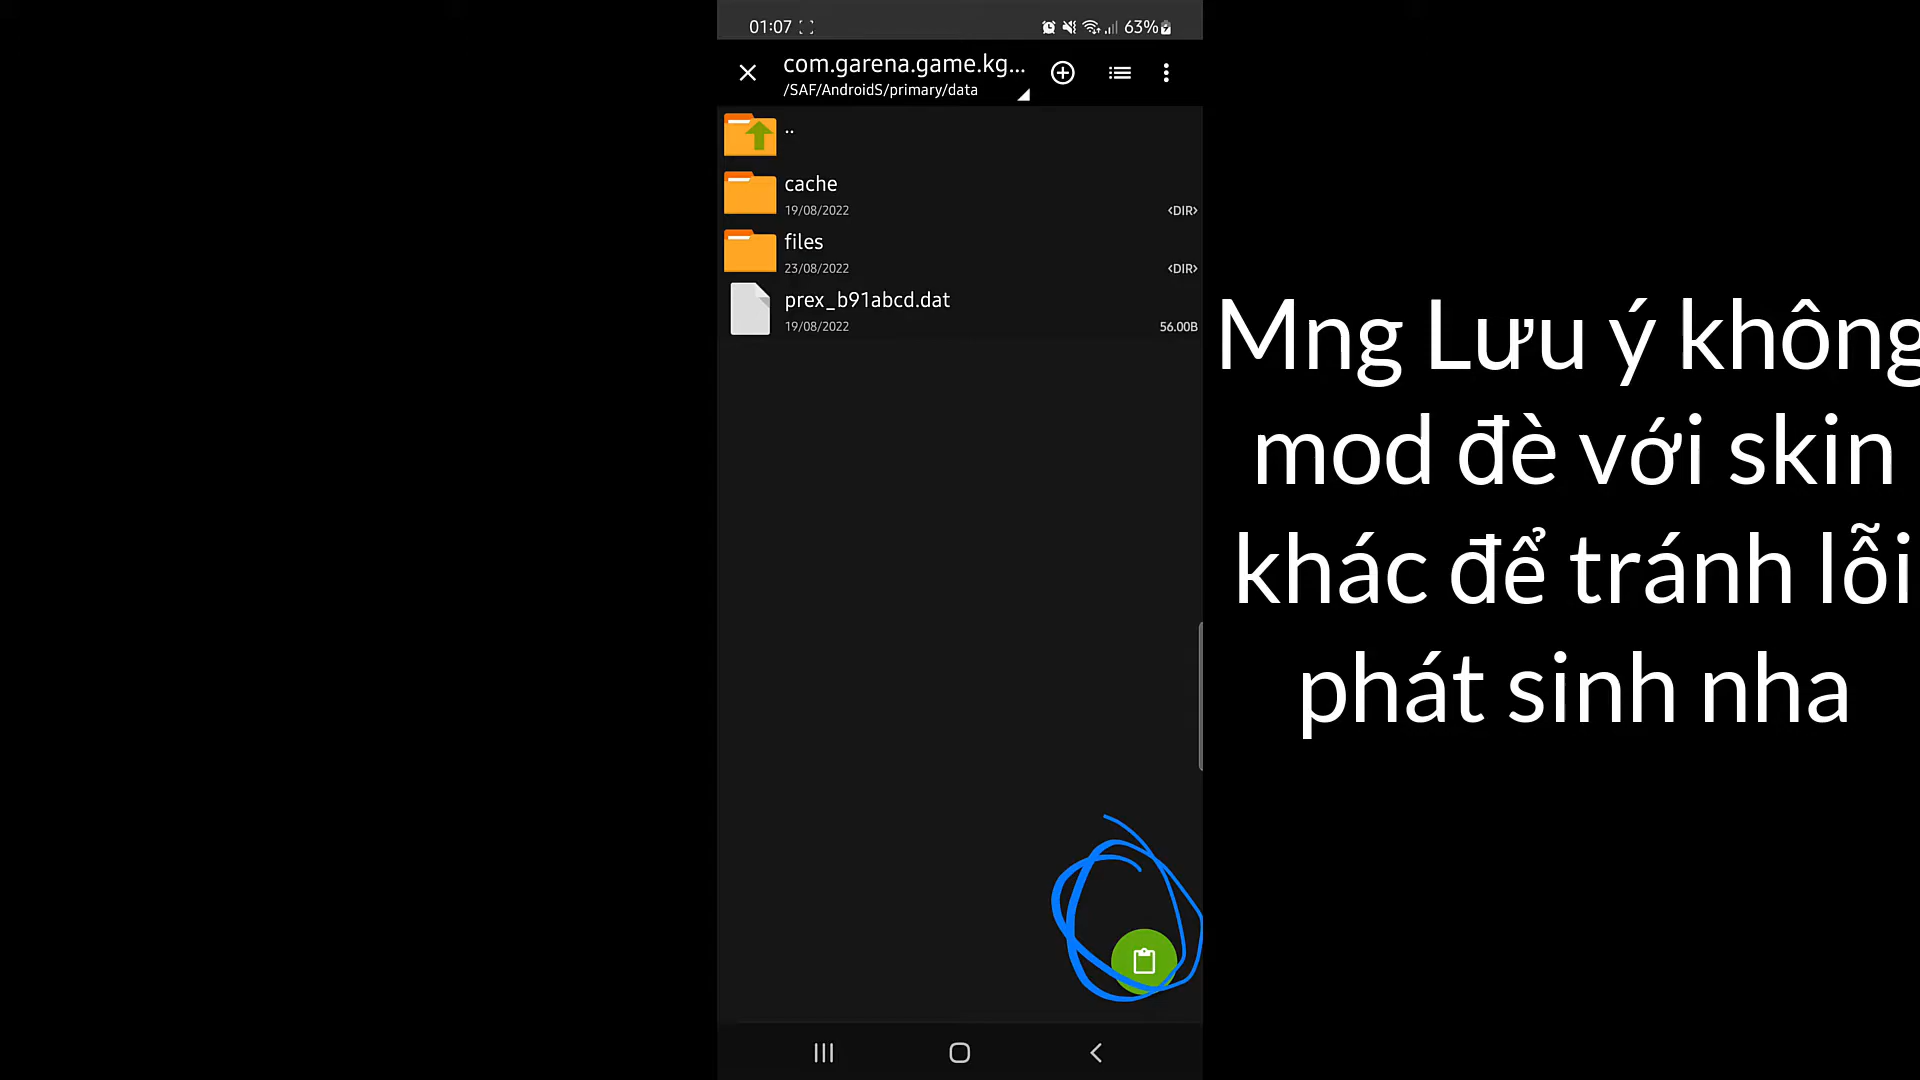 01:07
63%
com.garena.game.kg...
/SAF/AndroidS/primary/data
..
cache
19/08/2022
<DIR>
files
23/08/2022
<DIR>
prex_b91abcd.dat
19/08/2022
56.00B
Mng Lưu ý không
mod đè với skin
khác để tránh lỗi
phát sinh nha